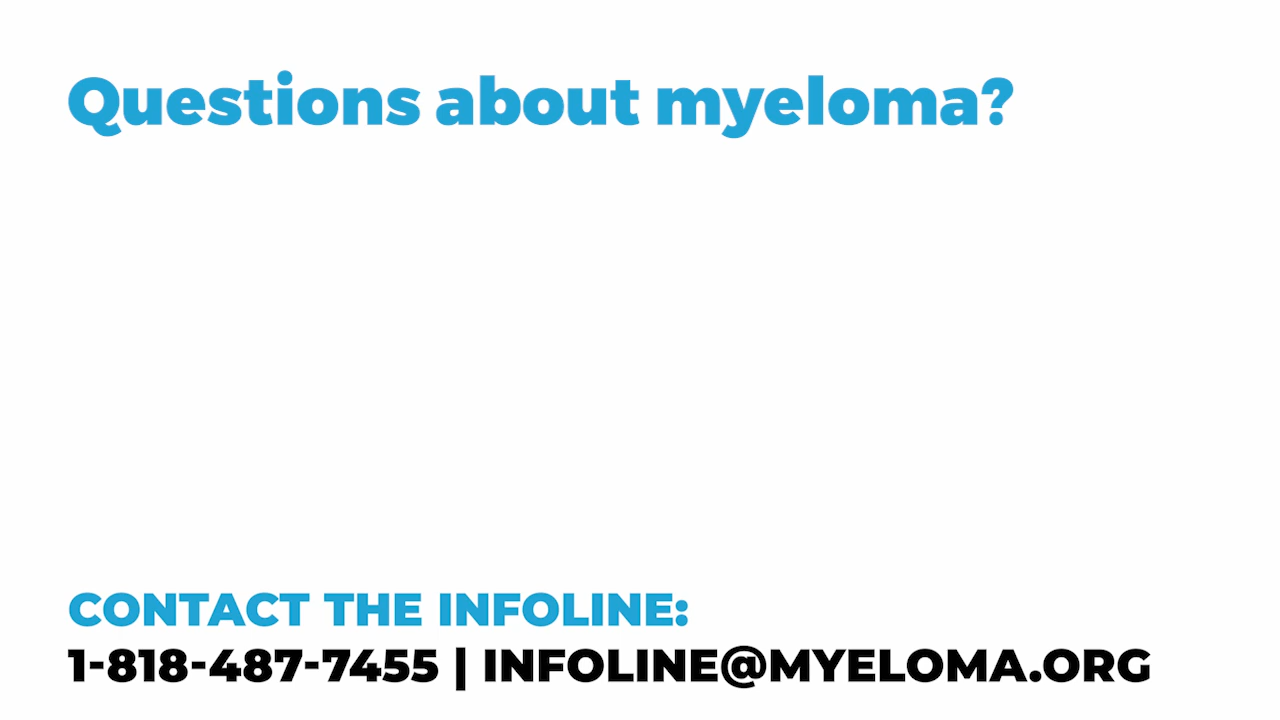 Questions about myeloma?
CONTACT THE INFOLINE:
1-818-487-7455 | INFOLINE@MYELOMA.ORG